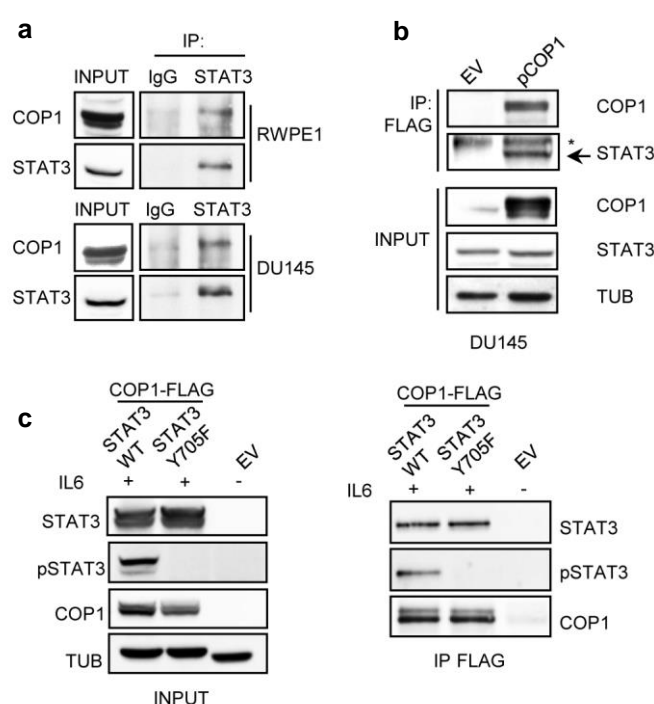 a
IP:
INPUT IgG STAT3
COP1
STAT3
RWPE1
INPUT IgG STAT3
COP1
STAT3
DU145
b
EV pCOP1
IP:
FLAG
COP1
*
STAT3
INPUT
COP1
STAT3
TUB
DU145
c
COP1-FLAG
STAT3
WT
STAT3
Y705F
EV
IL6 + + -
STAT3
pSTAT3
COP1
TUB
INPUT
COP1-FLAG
STAT3
WT
STAT3
Y705F
EV
IL6 + + -
STAT3
pSTAT3
COP1
IP FLAG